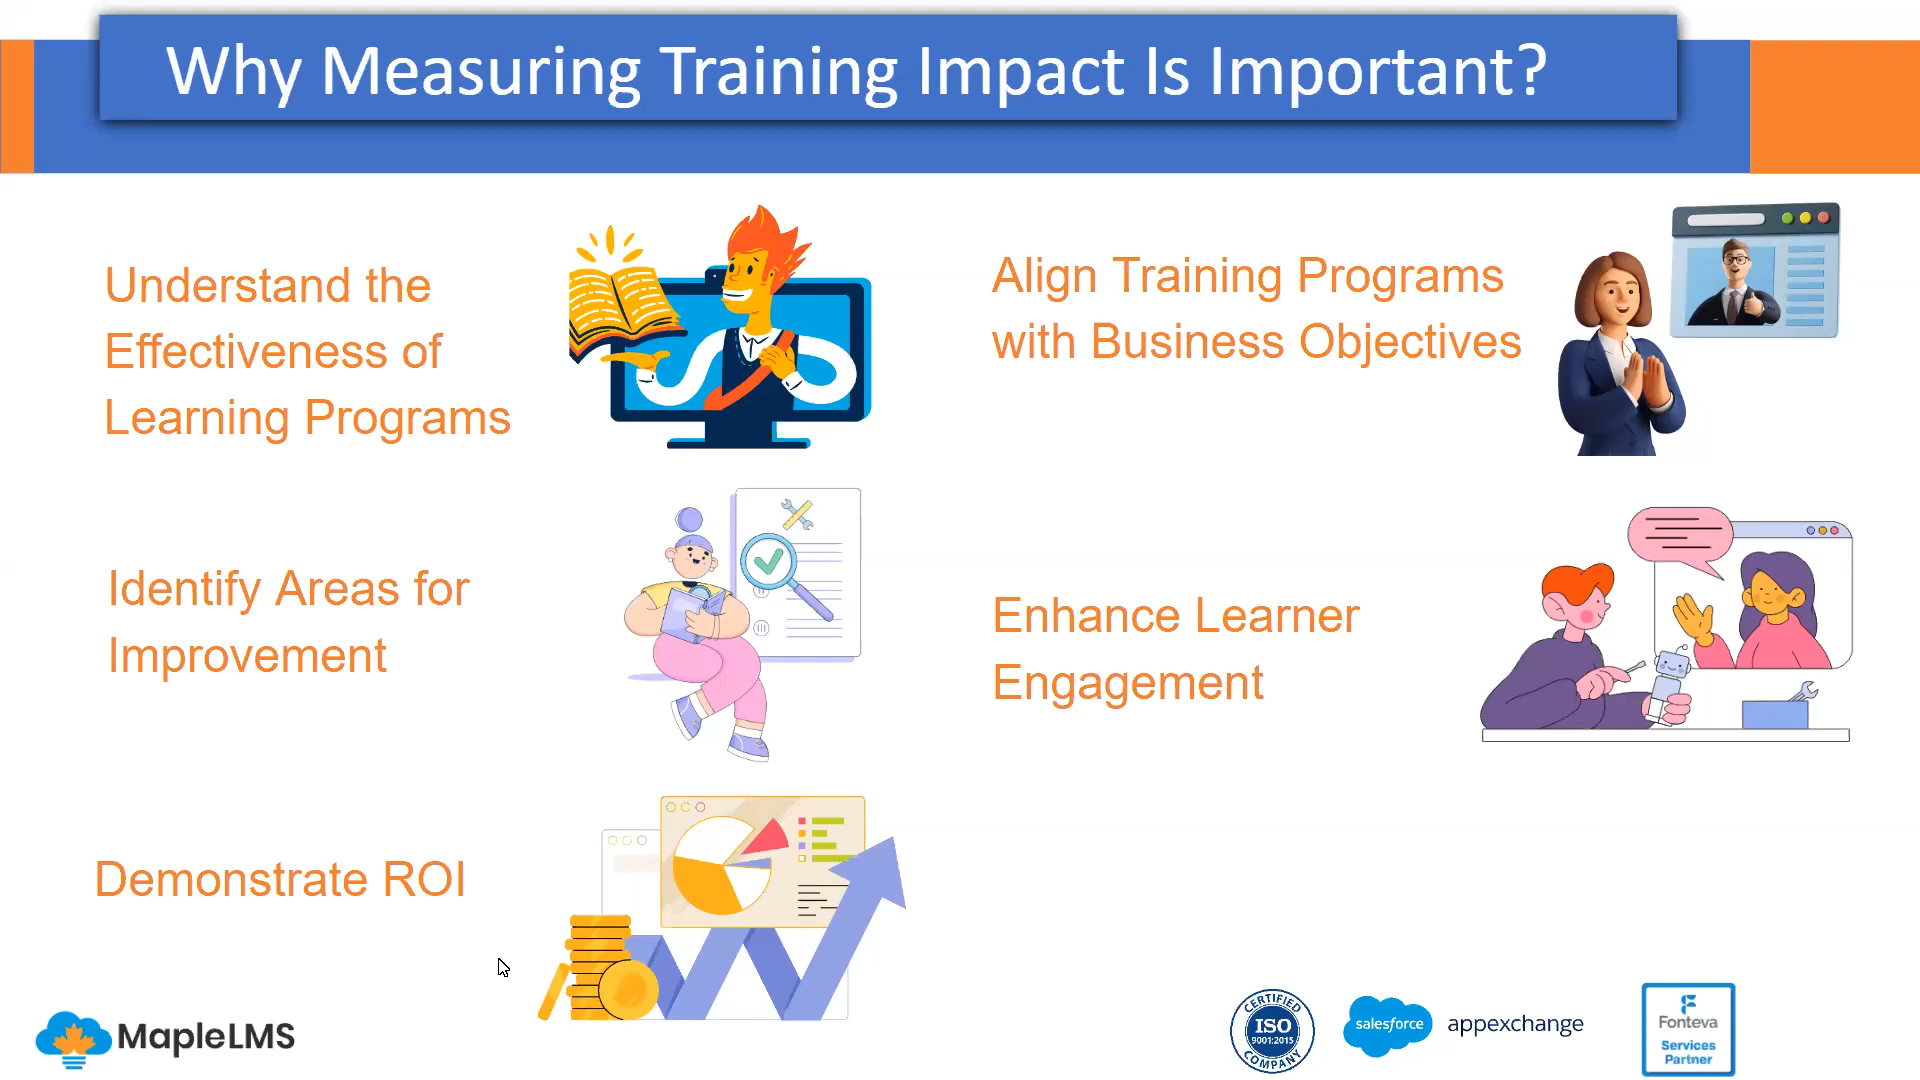 Why Measuring Training Impact Is Important?
Understand the
Effectiveness of
Learning Programs
Align Training Programs
with Business Objectives
Identify Areas for
Improvement
Enhance Learner
Engagement
Demonstrate ROI
MapleLMS
CERTIFIED
ISO
9001:2015
COMPANY
salesforce
appexchange
Fonteva
Services
Partner